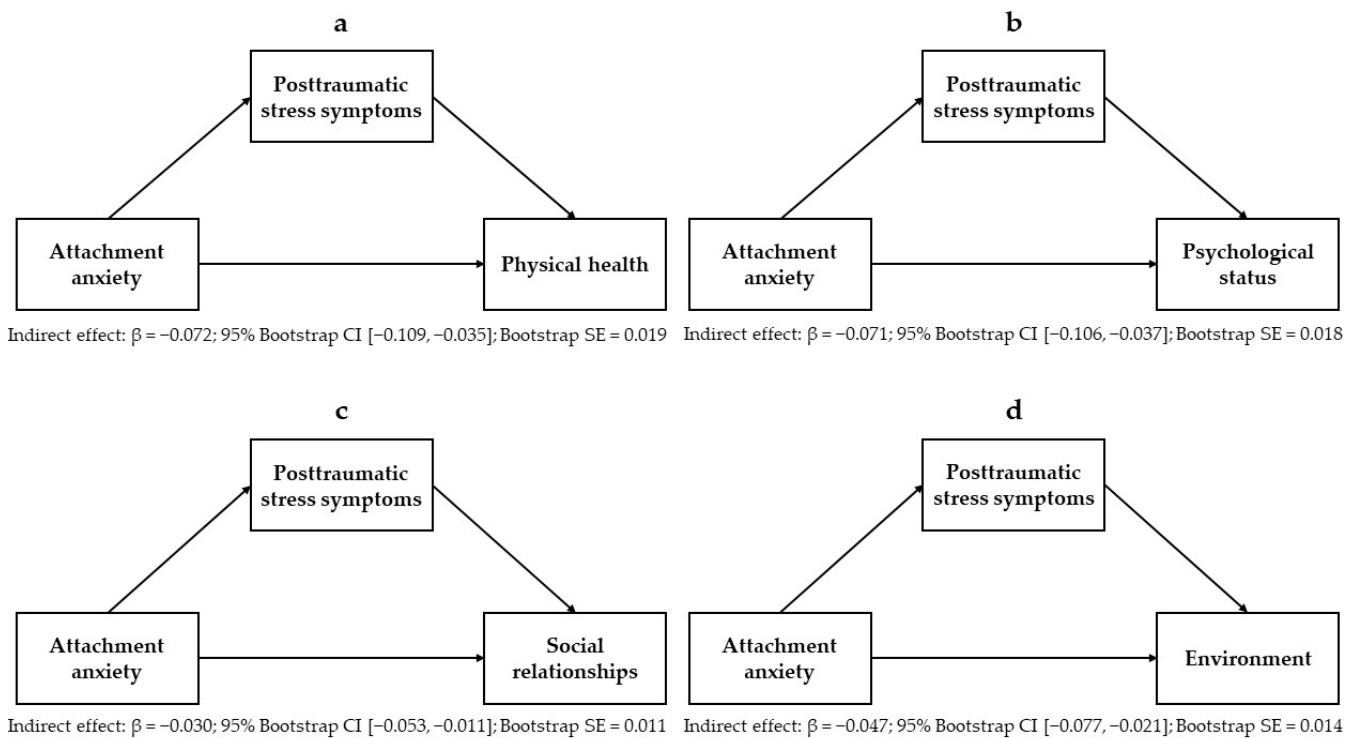 a
Posttraumatic
stress symptoms
Attachment
anxiety
Physical health
Indirect effect: β = −0.072; 95% Bootstrap CI [−0.109, −0.035]; Bootstrap SE = 0.019
b
Posttraumatic
stress symptoms
Attachment
anxiety
Psychological
status
Indirect effect: β = −0.071; 95% Bootstrap CI [−0.106, −0.037]; Bootstrap SE = 0.018
c
Posttraumatic
stress symptoms
Attachment
anxiety
Social
relationships
Indirect effect: β = −0.030; 95% Bootstrap CI [−0.053, −0.011]; Bootstrap SE = 0.011
d
Posttraumatic
stress symptoms
Attachment
anxiety
Environment
Indirect effect: β = −0.047; 95% Bootstrap CI [−0.077, −0.021]; Bootstrap SE = 0.014